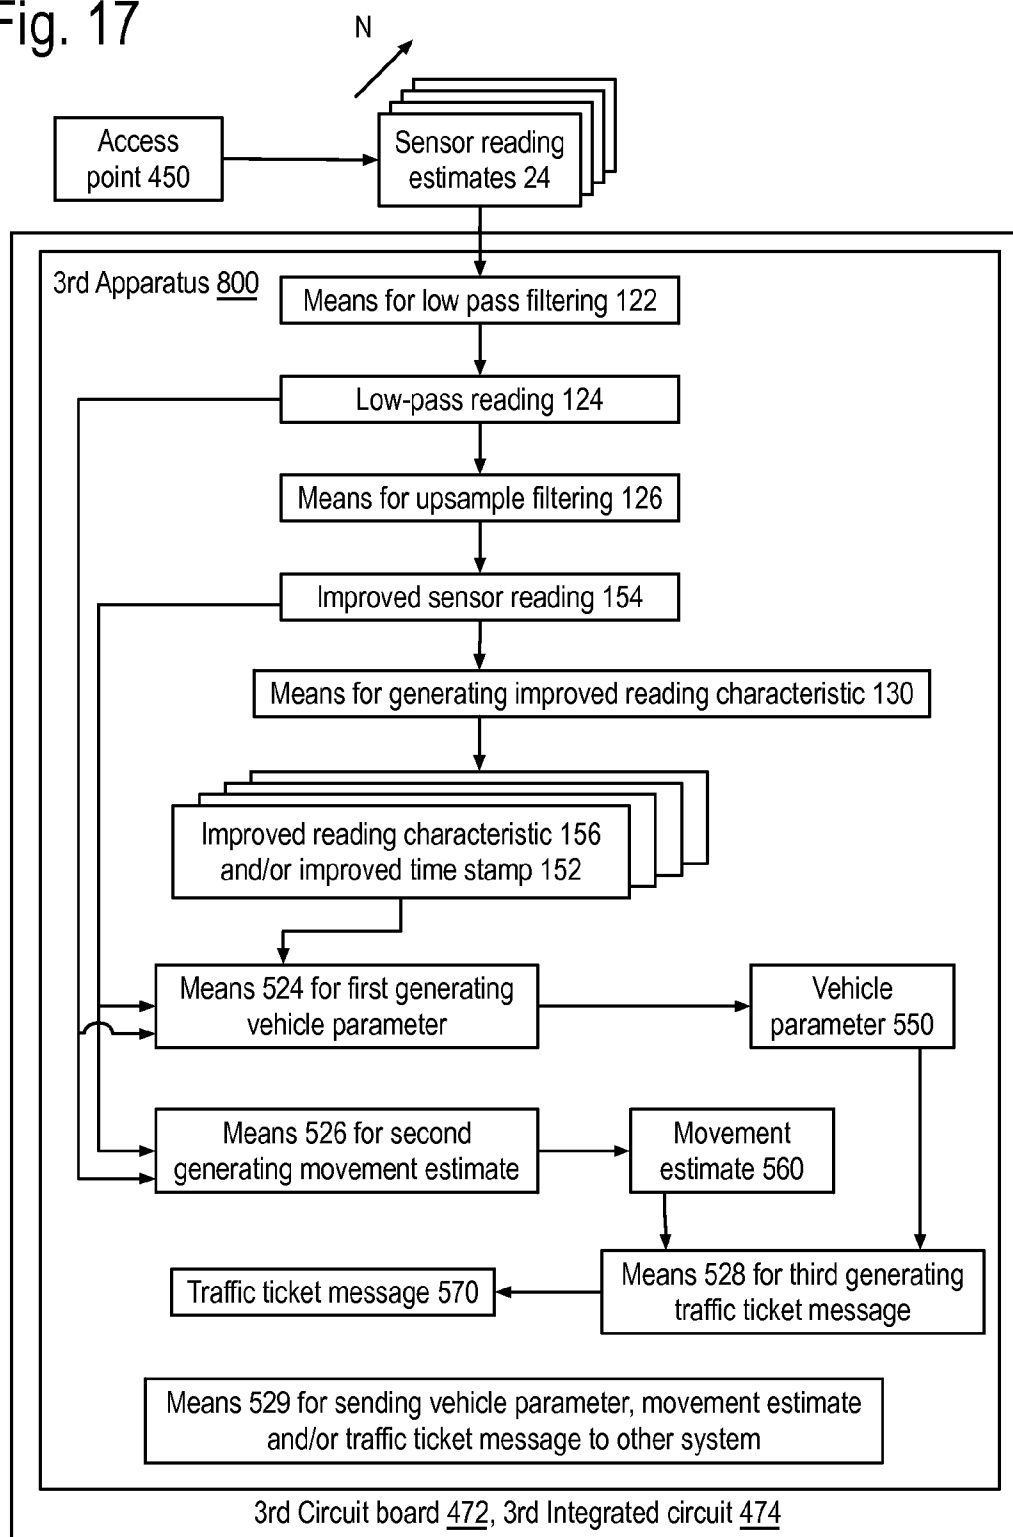 Fig. 17
N
Access
point 450
Sensor reading
estimates 24
3rd Apparatus 800
Means for low pass filtering 122
Low-pass reading 124
Means for upsample filtering 126
Improved sensor reading 154
Means for generating improved reading characteristic 130
Improved reading characteristic 156
and/or improved time stamp 152
Means 524 for first generating
vehicle parameter
Vehicle
parameter 550
Means 526 for second
generating movement estimate
Movement
estimate 560
Means 528 for third generating
traffic ticket message
Traffic ticket message 570
Means 529 for sending vehicle parameter, movement estimate
and/or traffic ticket message to other system
3rd Circuit board 472, 3rd Integrated circuit 474